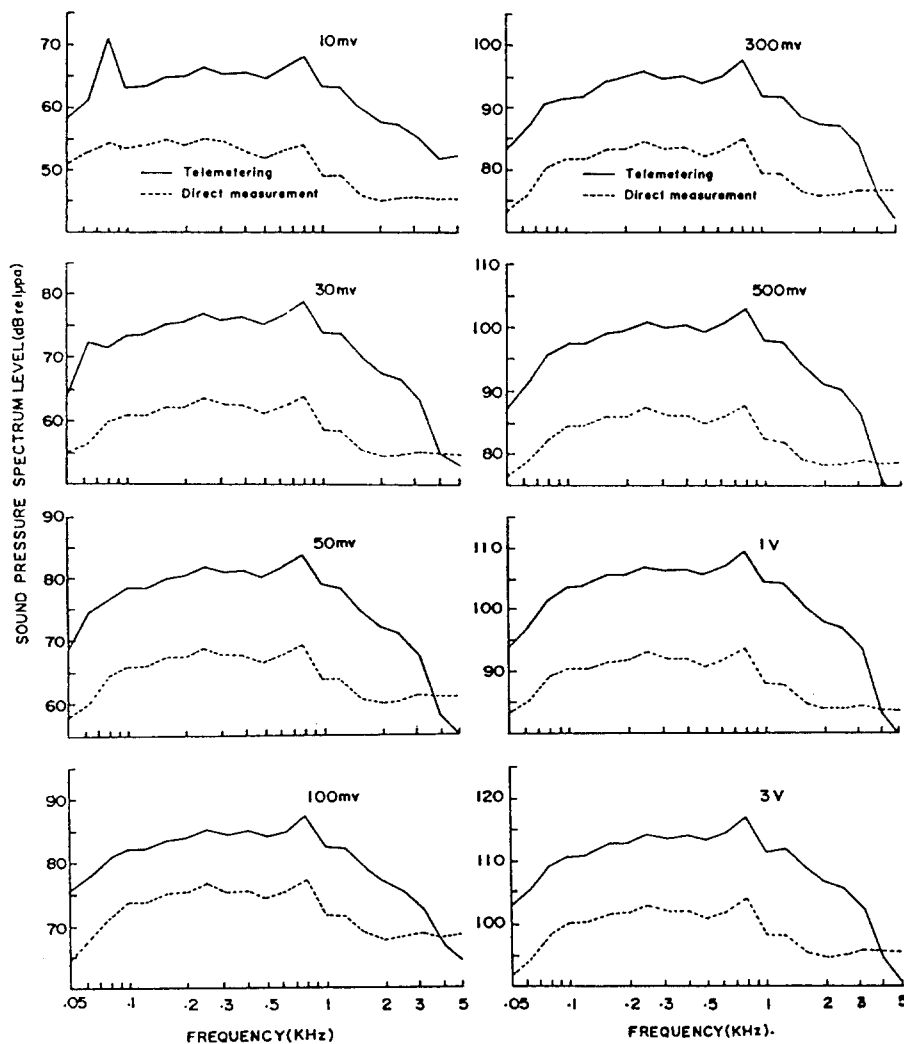 SOUND PRESSURE SPECTRUM LEVEL(dB re 1μpa)
10mv
70
60
50
Telemetering
Direct measurement
300mv
100
90
80
Telemetering
Direct measurement
30mv
80
70
60
500mv
110
100
90
80
50mv
90
80
70
60
1V
110
100
90
100mv
90
80
70
3V
120
110
100
.05 .1 .2 .3 .5 1 2 3 5
FREQUENCY(KHz)
.05 .1 .2 .3 .5 1 2 3 5
FREQUENCY(KHz).